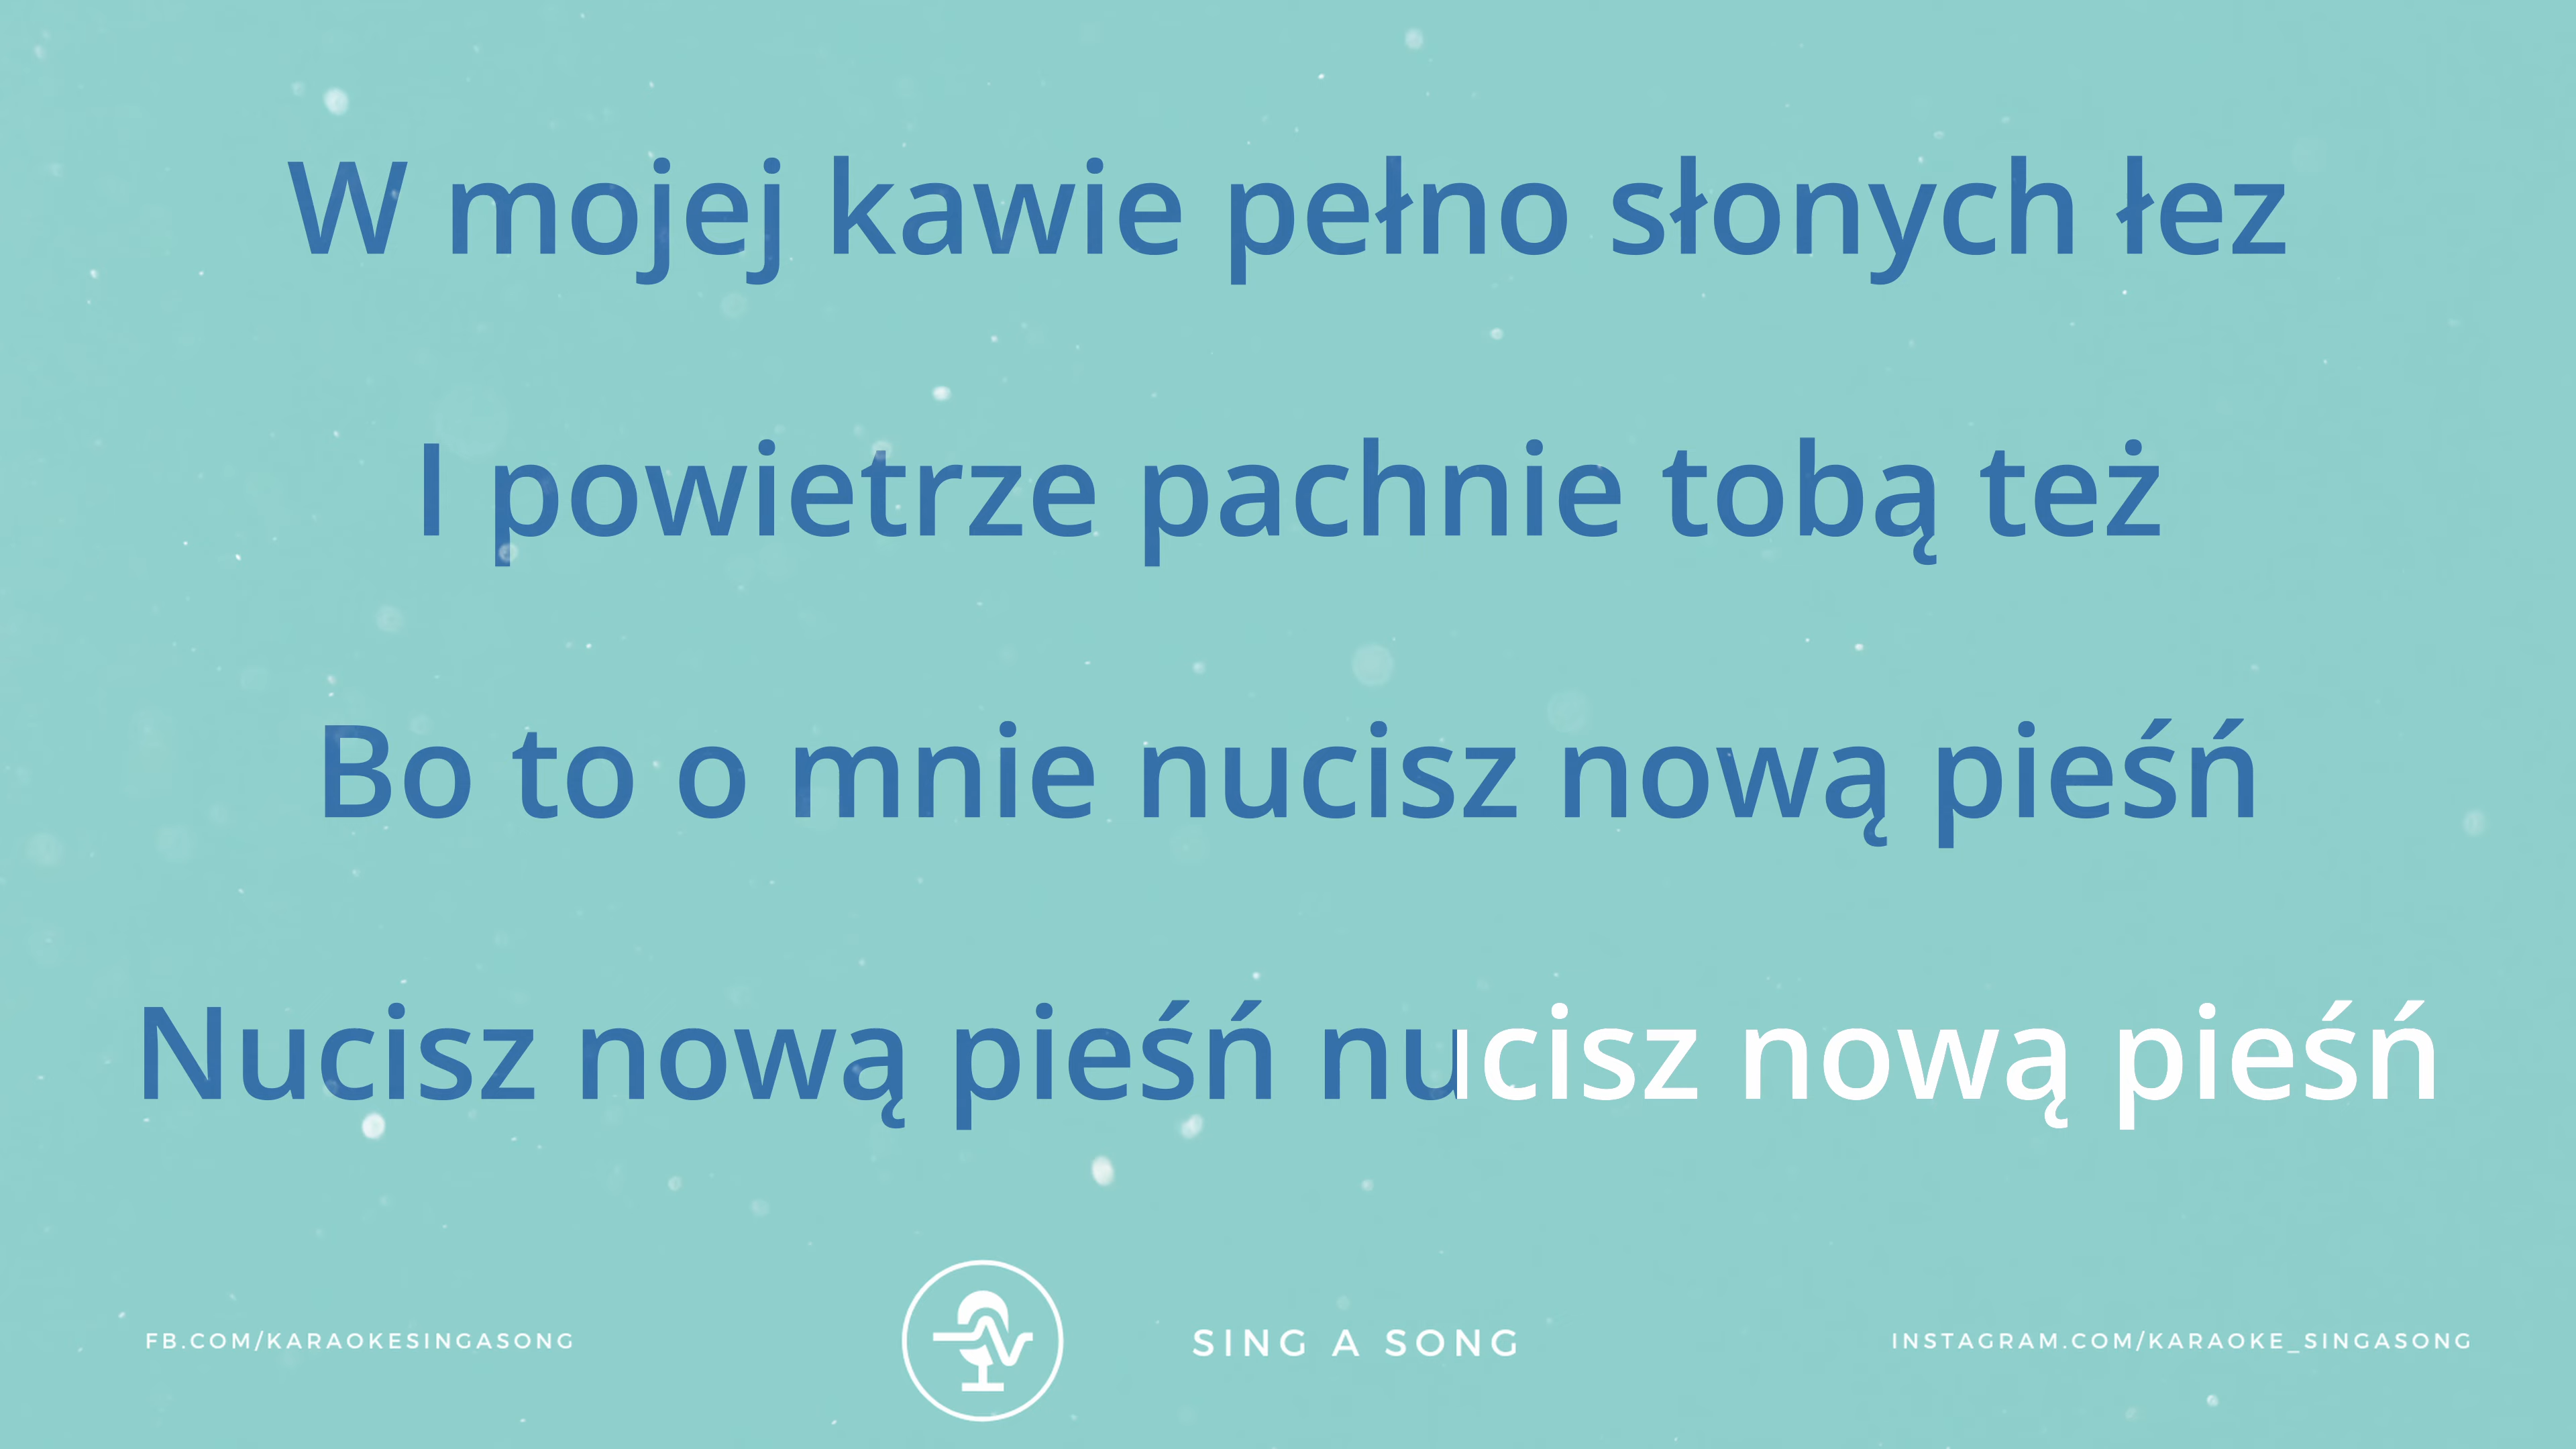 W mojej kawie pełno słonych łez
I powietrze pachnie tobą też
Bo to o mnie nucisz nową pieśń
Nucisz nową pieśń nucisz nową pieśń
FB.COM/KARAOKESINGASONG
SING A SONG
INSTAGRAM.COM/KARAOKE_SINGASONG